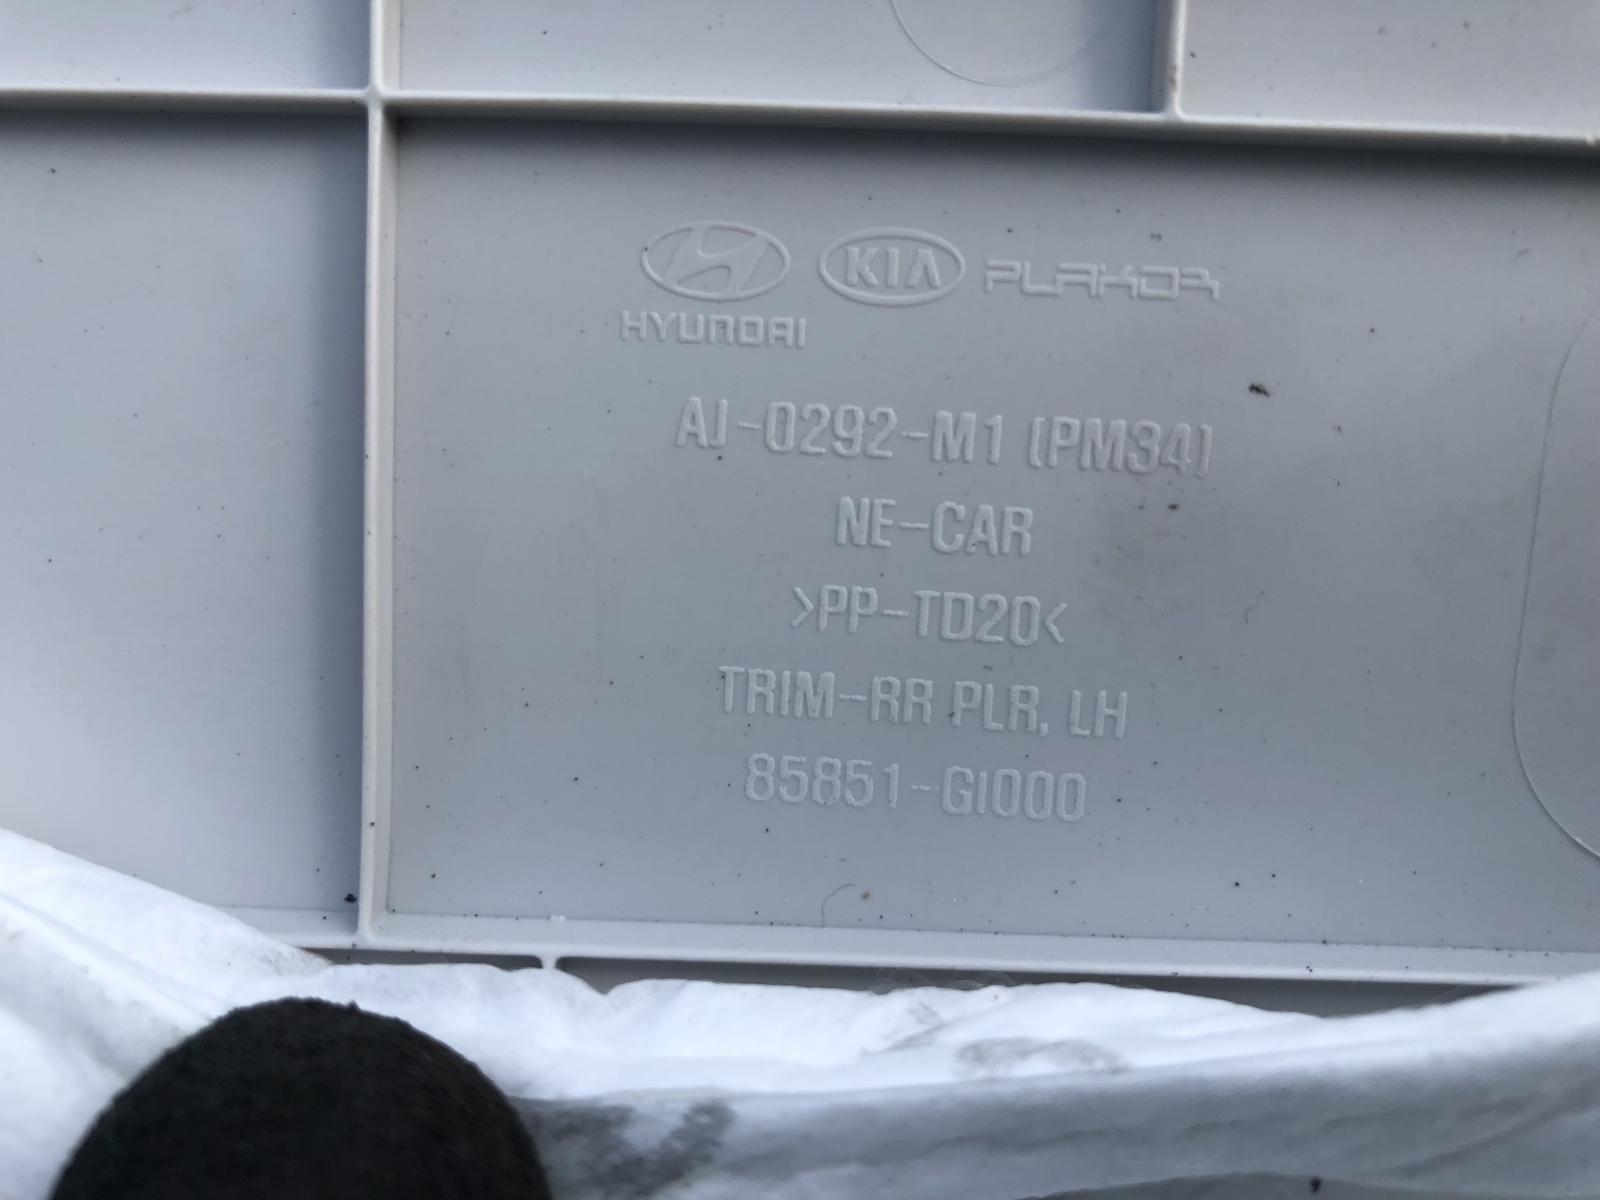 KIA PLAKOR
HYUNDAI
AJ-0292-M1 (PM34)
NE-CAR
>PP-TD20<
TRIM-RR PLR, LH
85851-GI000